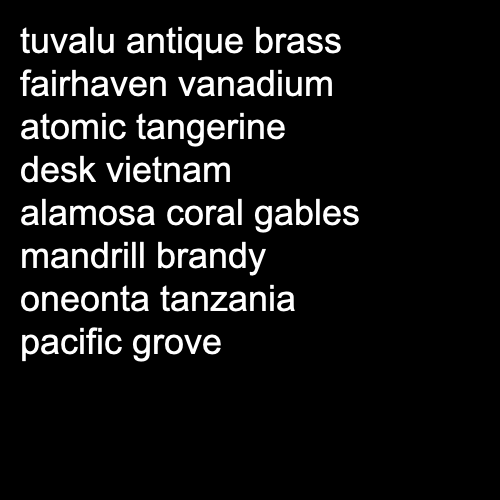 tuvalu antique brass
fairhaven vanadium
atomic tangerine
desk vietnam
alamosa coral gables
mandrill brandy
oneonta tanzania
pacific grove